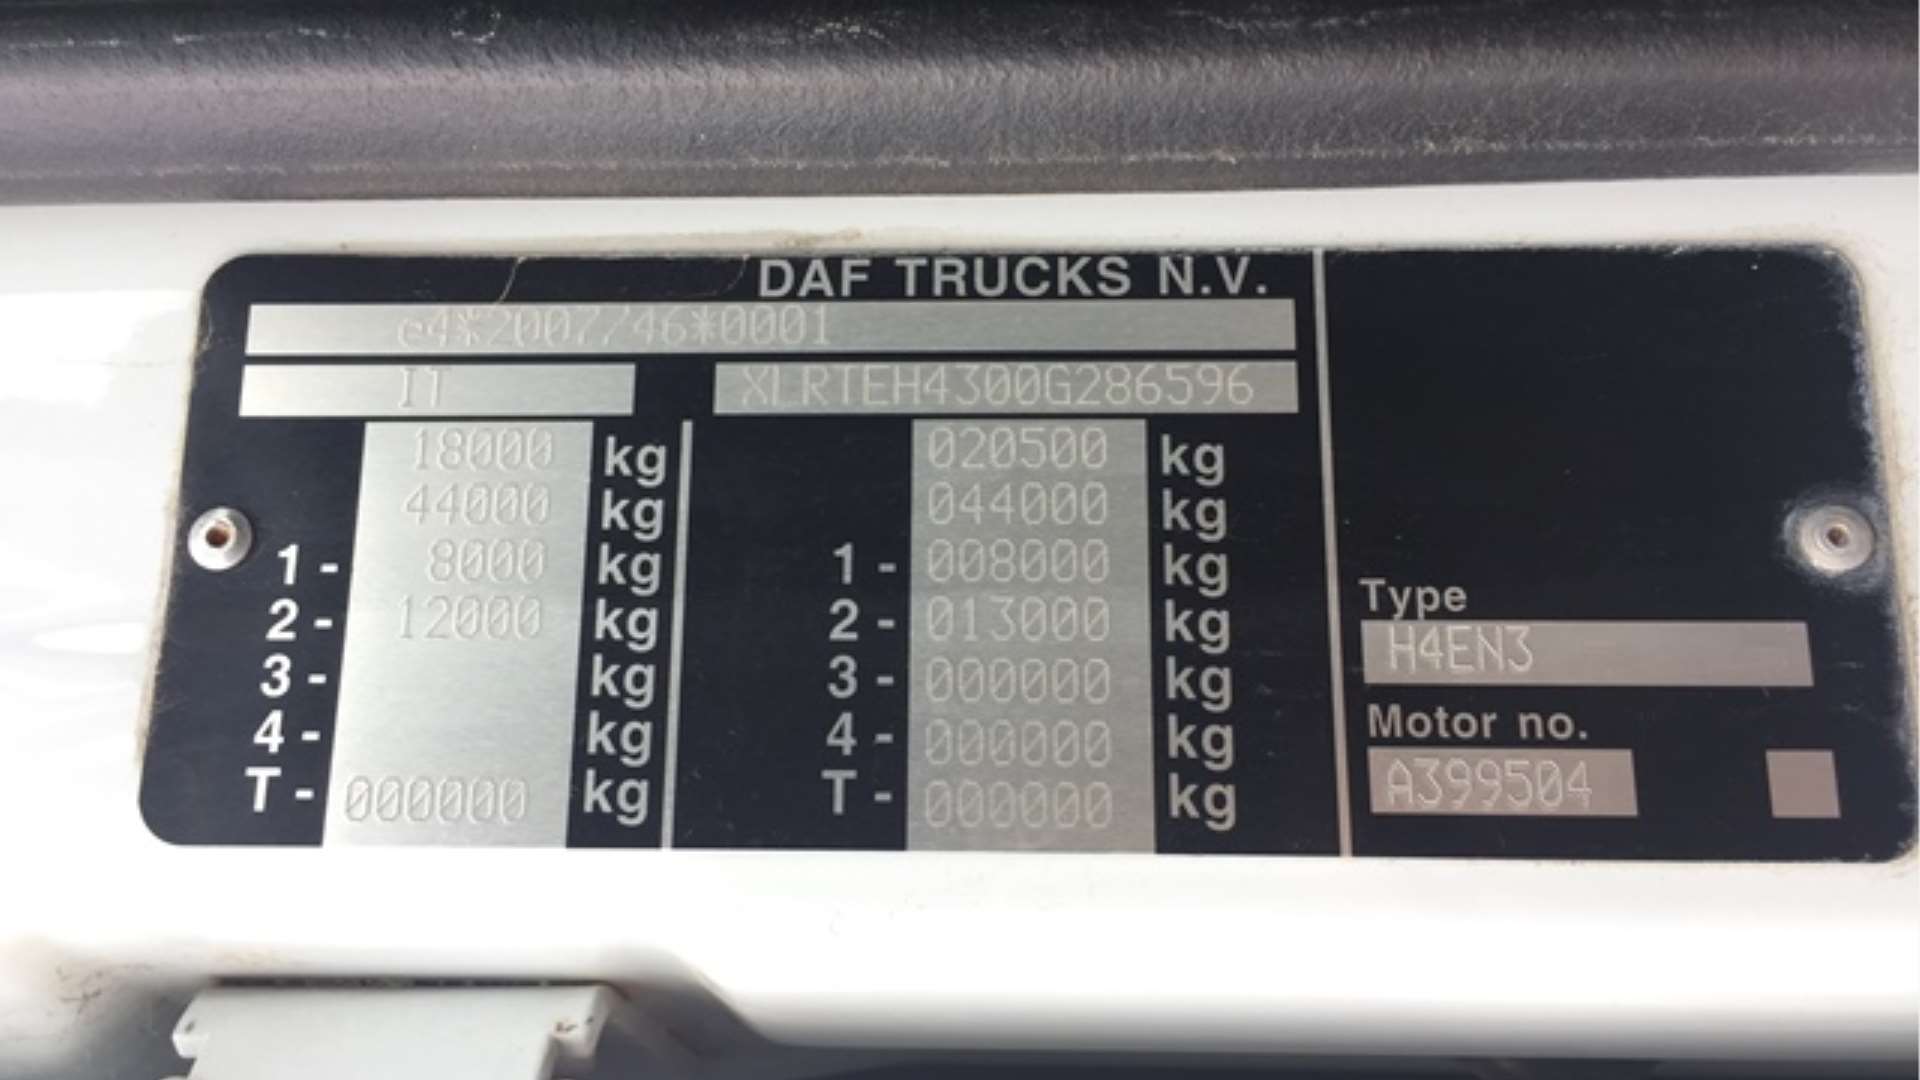 DAF TRUCKS N.V.
e4*2007/46*0001
IT XLRTEH4300G286596
18000 kg 020500 kg
44000 kg 044000 kg
1 - 8000 kg 1 - 008000 kg
2 - 12000 kg 2 - 013000 kg
3 - kg 3 - 000000 kg
4 - kg 4 - 000000 kg
T - 000000 kg T - 000000 kg
Type
H4EN3
Motor no.
A399504